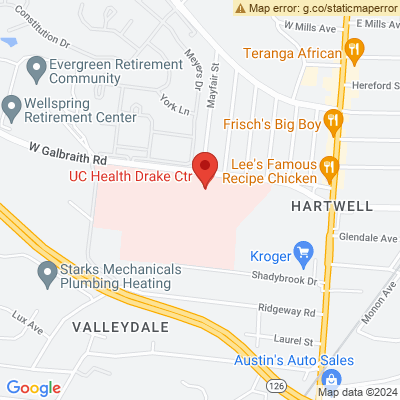 Map error: g.co/staticmaperror
Constitution Dr
W Mills Ave
E Mills Ave
Teranga African
Evergreen Retirement
Community
Meyers Dr
Mayfair St
Hereford S
York Ln
Wellspring
Retirement Center
Frisch's Big Boy
W Galbraith Rd
Lee's Famous
Recipe Chicken
UC Health Drake Ctr
HARTWELL
Glendale Ave
Kroger
Starks Mechanicals
Plumbing Heating
Shadybrook Dr
Monon Ave
Ridgeway Rd
Lux Ave
VALLEYDALE
Laurel St
Austin's Auto Sales
126
Google
Map data ©2024